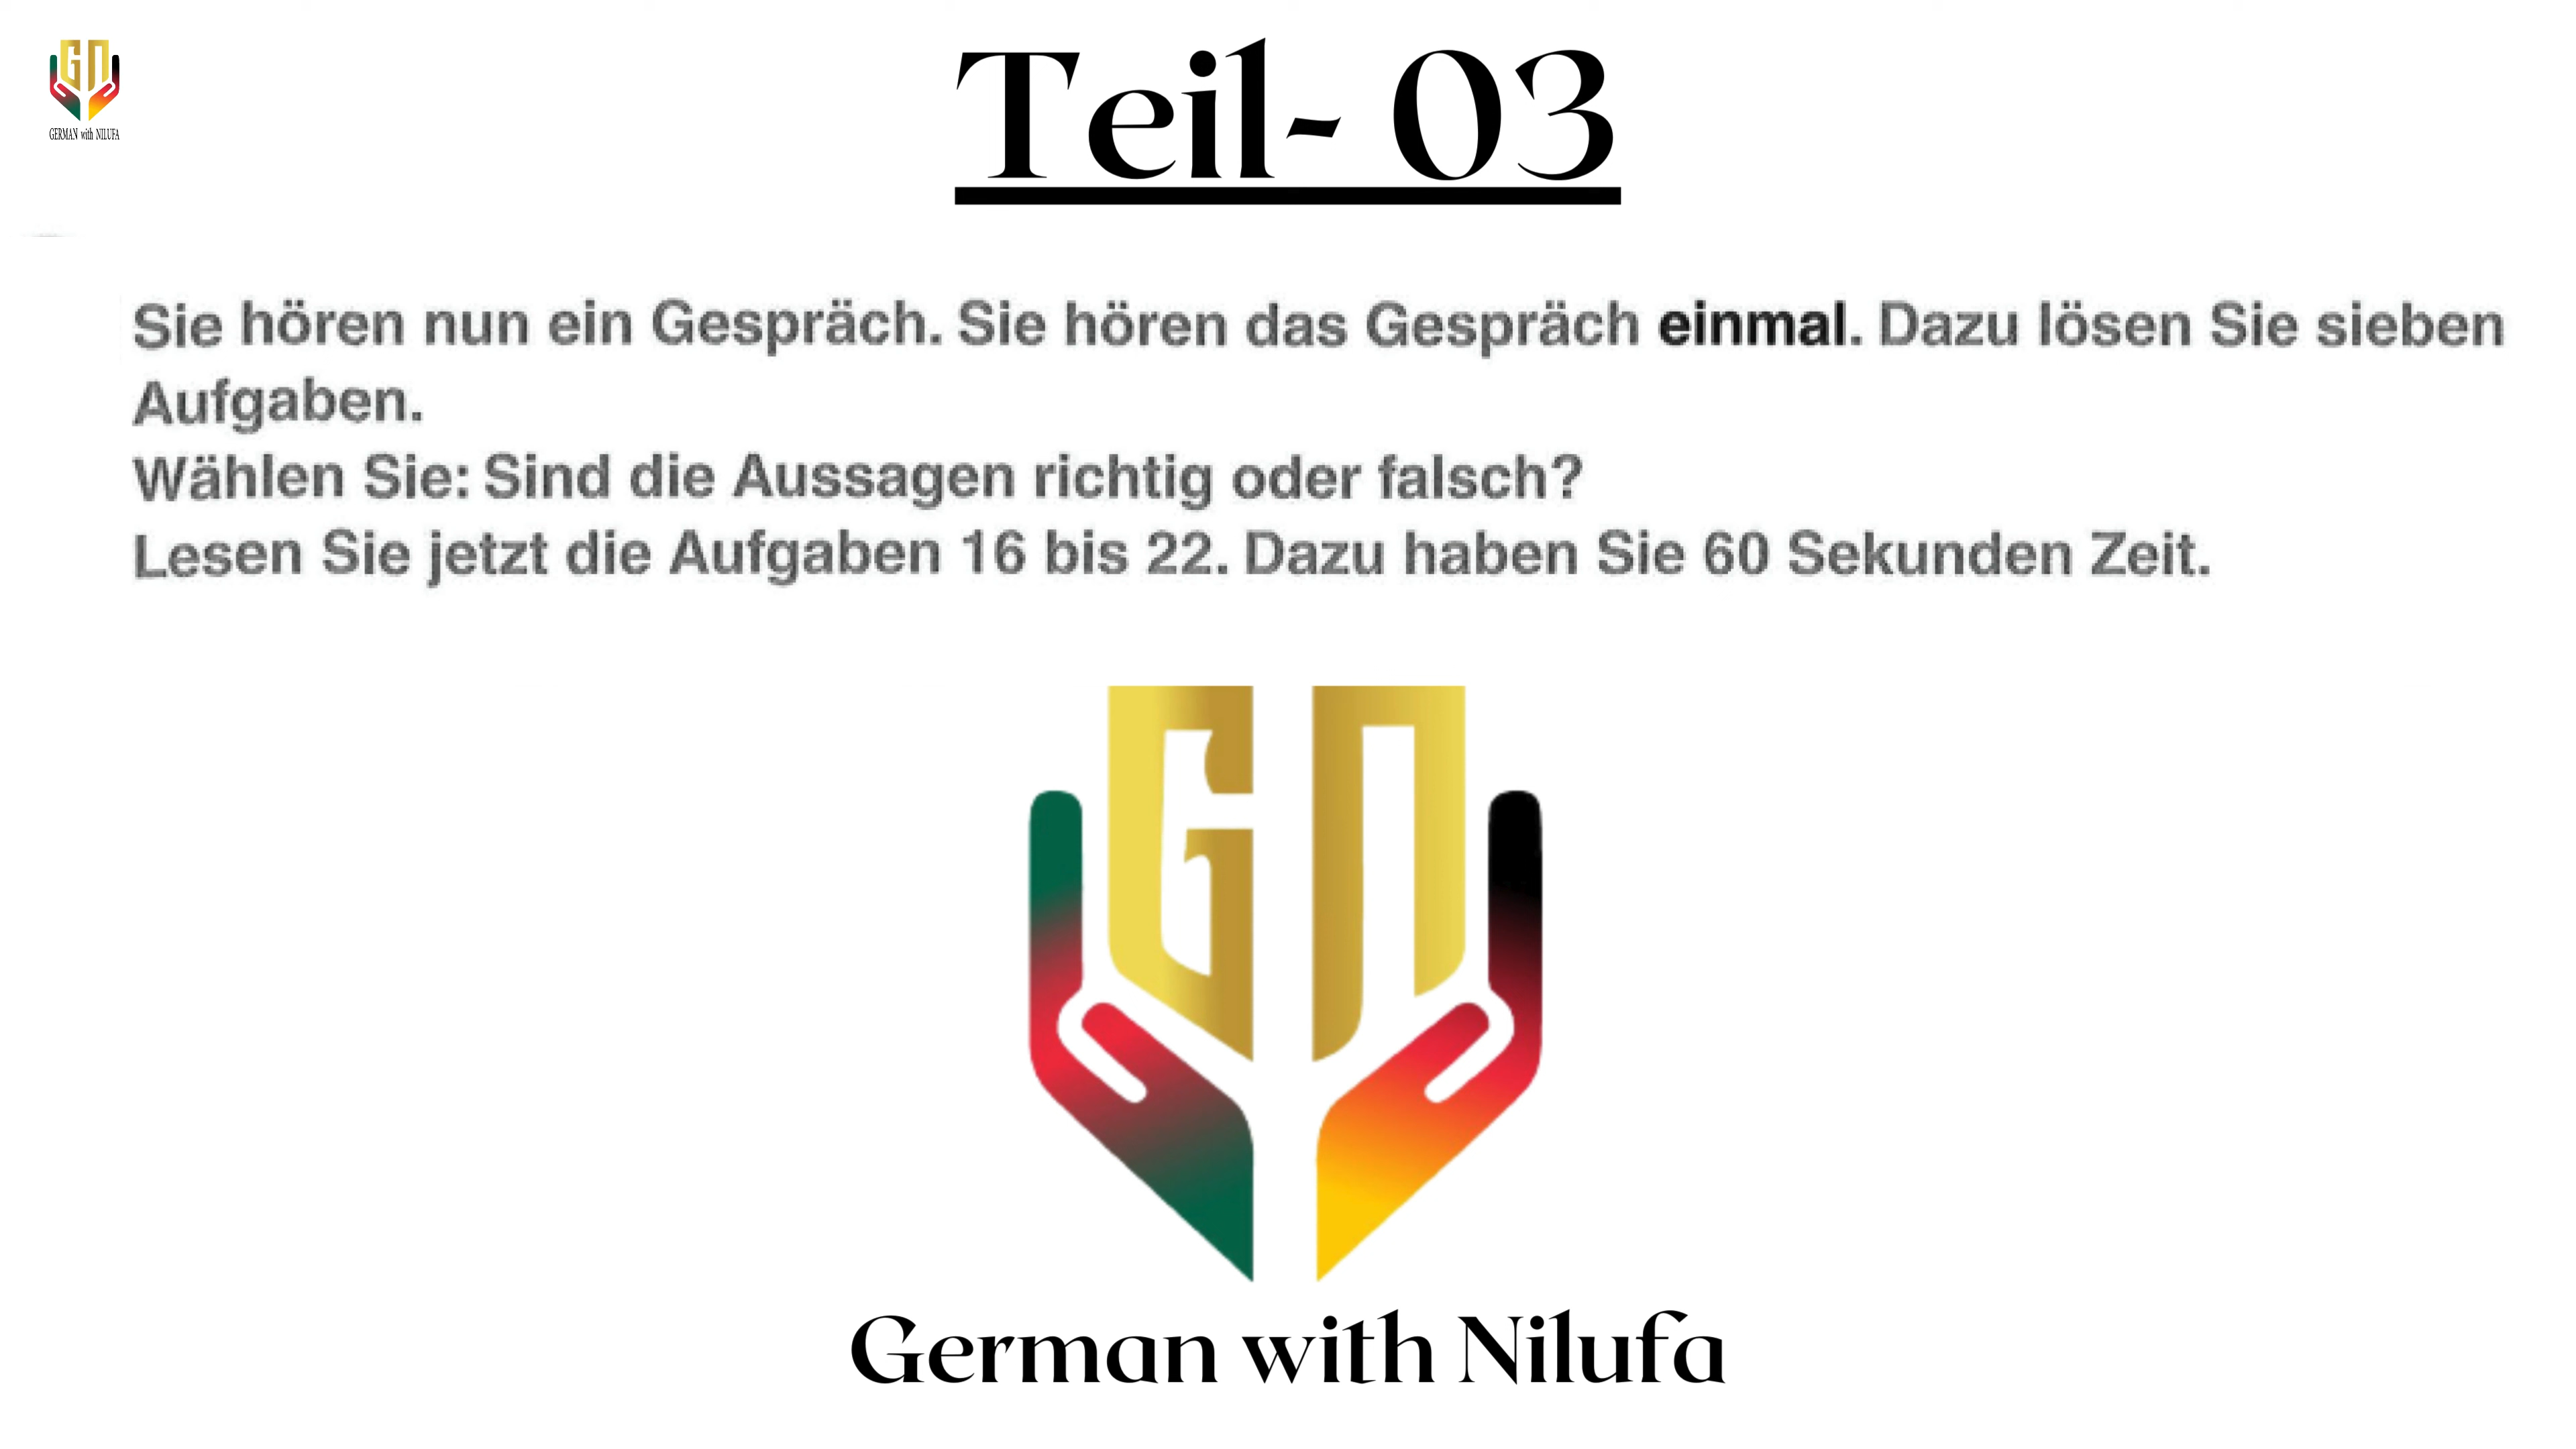 GN
GERMAN with NILUFA
Teil- 03
Sie hören nun ein Gespräch. Sie hören das Gespräch einmal. Dazu lösen Sie sieben
Aufgaben.
Wählen Sie: Sind die Aussagen richtig oder falsch?
Lesen Sie jetzt die Aufgaben 16 bis 22. Dazu haben Sie 60 Sekunden Zeit.
GN
German with Nilufa